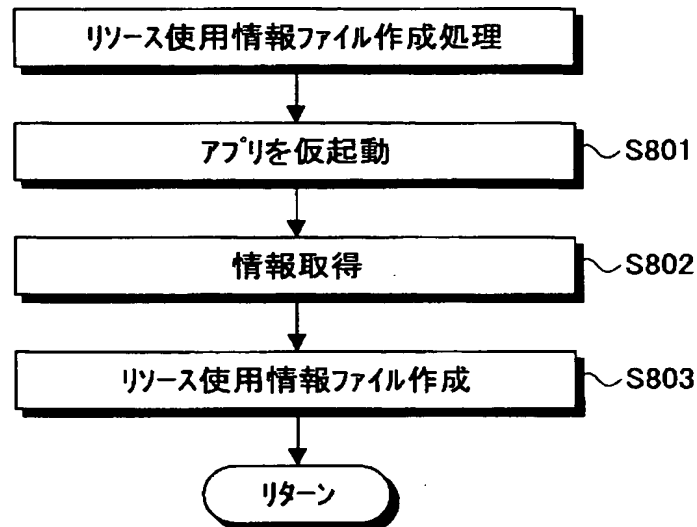 リソース使用情報ファイル作成処理
アプリを仮起動
S801
情報取得
S802
リソース使用情報ファイル作成
S803
リターン